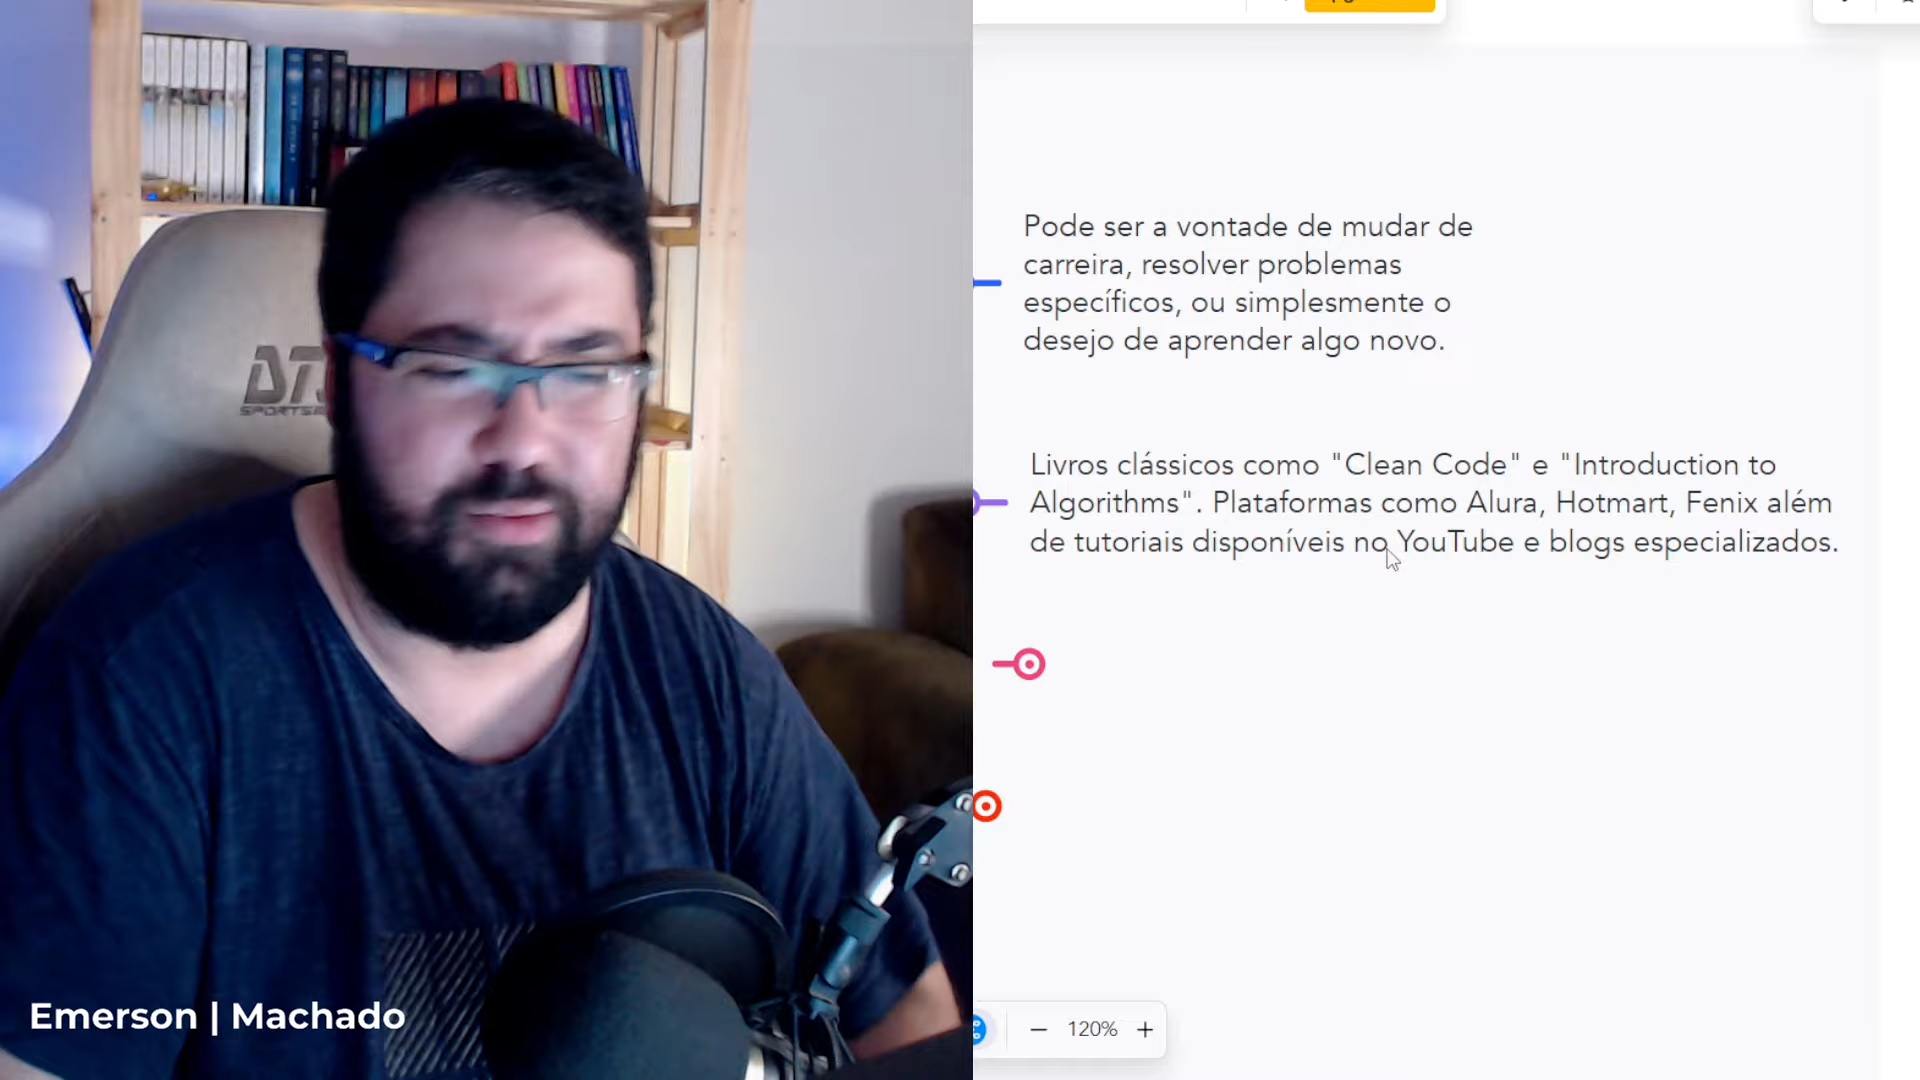 Pode ser a vontade de mudar de
carreira, resolver problemas
específicos, ou simplesmente o
desejo de aprender algo novo.
Livros clássicos como "Clean Code" e "Introduction to
Algorithms". Plataformas como Alura, Hotmart, Fenix além
de tutoriais disponíveis no YouTube e blogs especializados.
SPORTS
Emerson | Machado
120%